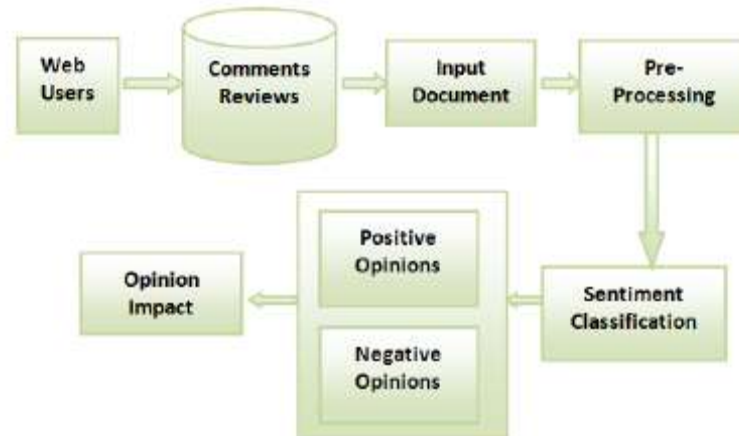 Web
Users
Comments
Reviews
Input
Document
Pre-
Processing
Sentiment
Classification
Positive
Opinions
Negative
Opinions
Opinion
Impact